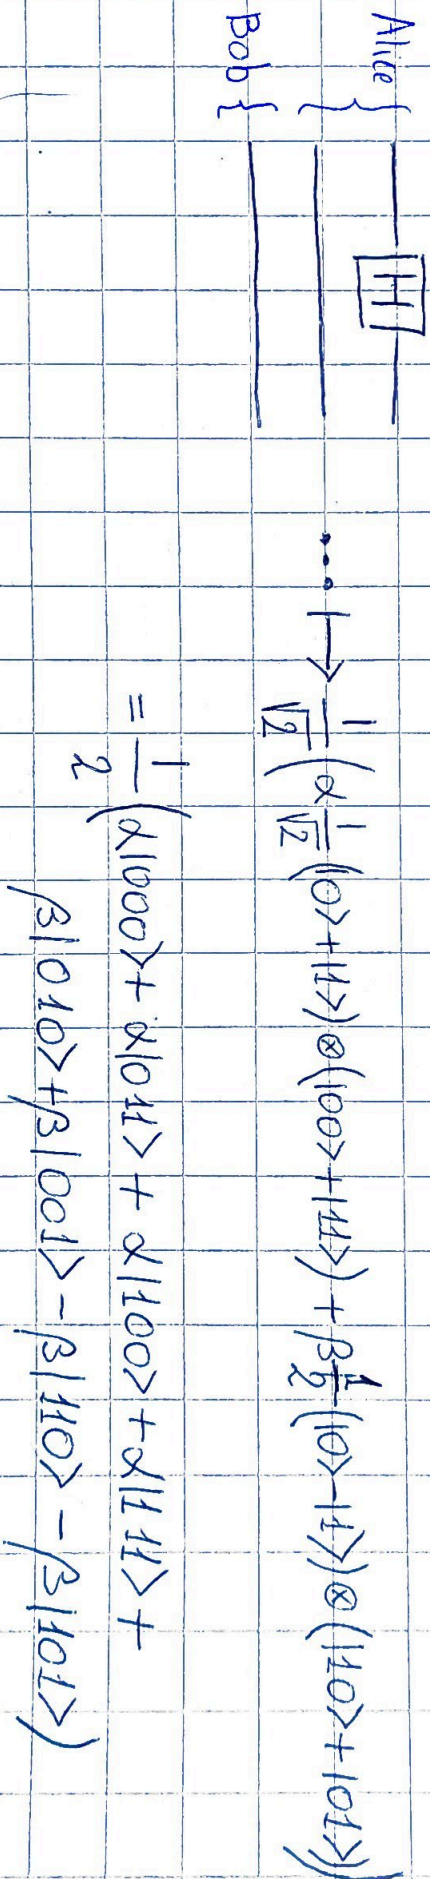 Alice
H
Bob
... ↦ 1/√2 (α 1/√2 (|0> + |1>) ⊗ (|00> + |11>) + β 1/2 (|0> - |1>) ⊗ (|10> + |01>))
= 1/2 (α|000> + α|011> + α|100> + α|111> +
β|010> + β|001> - β|110> - β|101>)